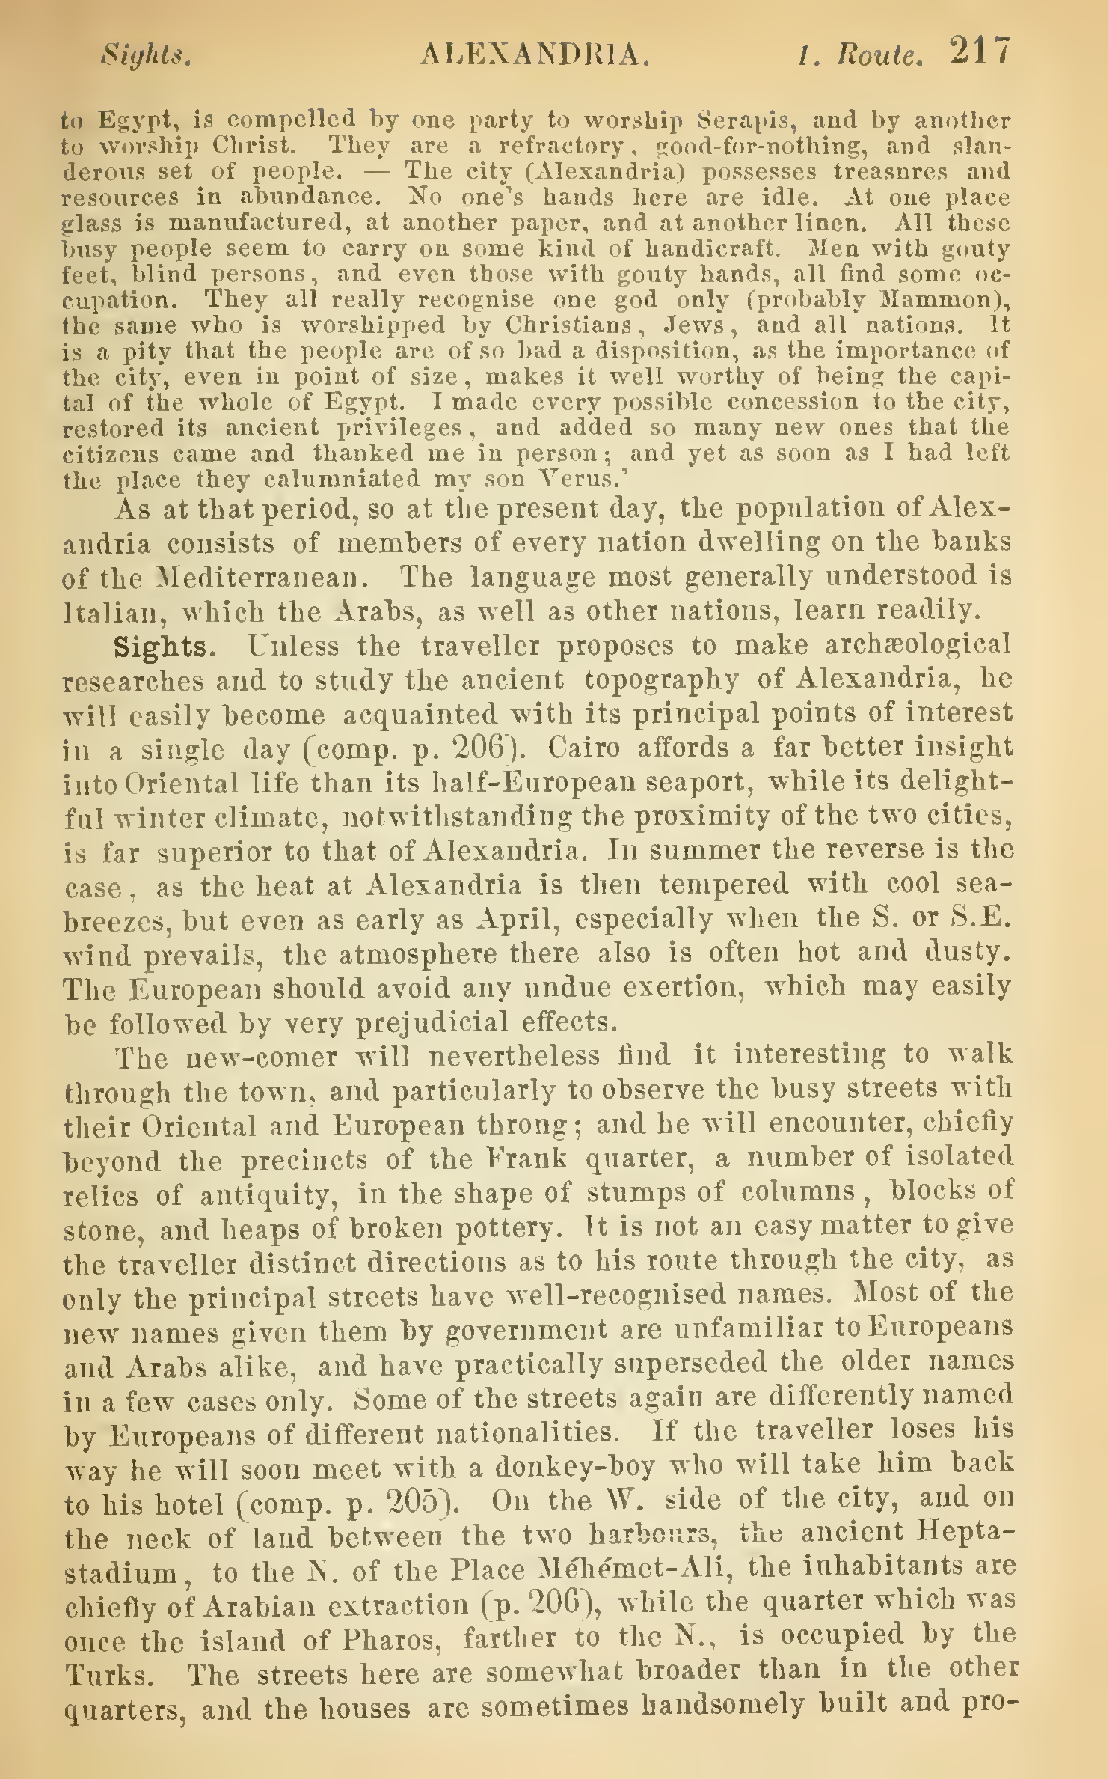 Sights. ALEXANDRIA. 1. Route. 217
to Egypt, is compelled by one party to worship Serapis, and by another
to worship Christ. They are a refractory, good-for-nothing, and slan-
derous set of people. — The city (Alexandria) possesses treasures and
resources in abundance. No one's hands here are idle. At one place
glass is manufactured, at another paper, and at another linen. All these
busy people seem to carry on some kind of handicraft. Men with gouty
feet, blind persons, and even those with gouty hands, all find some oc-
cupation. They all really recognise one god only (probably Mammon),
the same who is worshipped by Christians, Jews, and all nations. It
is a pity that the people are of so bad a disposition, as the importance of
the city, even in point of size, makes it well worthy of being the capi-
tal of the whole of Egypt. I made every possible concession to the city,
restored its ancient privileges, and added so many new ones that the
citizens came and thanked me in person; and yet as soon as I had left
the place they calumniated my son Verus.'
As at that period, so at the present day, the population of Alex-
andria consists of members of every nation dwelling on the banks
of the Mediterranean. The language most generally understood is
Italian, which the Arabs, as well as other nations, learn readily.
Sights. Unless the traveller proposes to make archæological
researches and to study the ancient topography of Alexandria, he
will easily become acquainted with its principal points of interest
in a single day (comp. p. 206). Cairo affords a far better insight
into Oriental life than its half-European seaport, while its delight-
ful winter climate, notwithstanding the proximity of the two cities,
is far superior to that of Alexandria. In summer the reverse is the
case, as the heat at Alexandria is then tempered with cool sea-
breezes, but even as early as April, especially when the S. or S.E.
wind prevails, the atmosphere there also is often hot and dusty.
The European should avoid any undue exertion, which may easily
be followed by very prejudicial effects.
The new-comer will nevertheless find it interesting to walk
through the town, and particularly to observe the busy streets with
their Oriental and European throng; and he will encounter, chiefly
beyond the precincts of the Frank quarter, a number of isolated
relics of antiquity, in the shape of stumps of columns, blocks of
stone, and heaps of broken pottery. It is not an easy matter to give
the traveller distinct directions as to his route through the city, as
only the principal streets have well-recognised names. Most of the
new names given them by government are unfamiliar to Europeans
and Arabs alike, and have practically superseded the older names
in a few cases only. Some of the streets again are differently named
by Europeans of different nationalities. If the traveller loses his
way he will soon meet with a donkey-boy who will take him back
to his hotel (comp. p. 205). On the W. side of the city, and on
the neck of land between the two harbours, the ancient Hepta-
stadium, to the N. of the Place Méhémet-Ali, the inhabitants are
chiefly of Arabian extraction (p. 206), while the quarter which was
once the island of Pharos, farther to the N., is occupied by the
Turks. The streets here are somewhat broader than in the other
quarters, and the houses are sometimes handsomely built and pro-